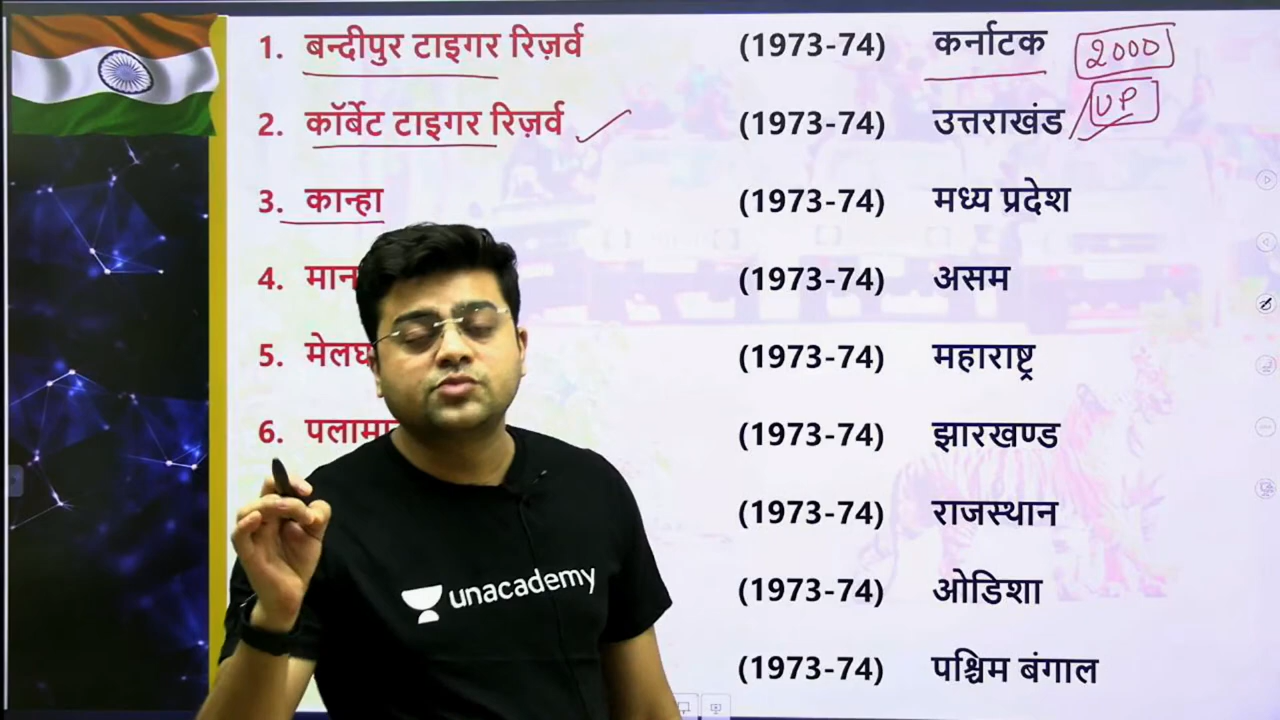 1. बन्दीपुर टाइगर रिज़र्व (1973-74) कर्नाटक 2000
2. कॉर्बेट टाइगर रिज़र्व (1973-74) उत्तराखंड UP
3. कान्हा (1973-74) मध्य प्रदेश
4. मान (1973-74) असम
5. मेलघ (1973-74) महाराष्ट्र
6. पलामा (1973-74) झारखण्ड
(1973-74) राजस्थान
(1973-74) ओडिशा
(1973-74) पश्चिम बंगाल
unacademy